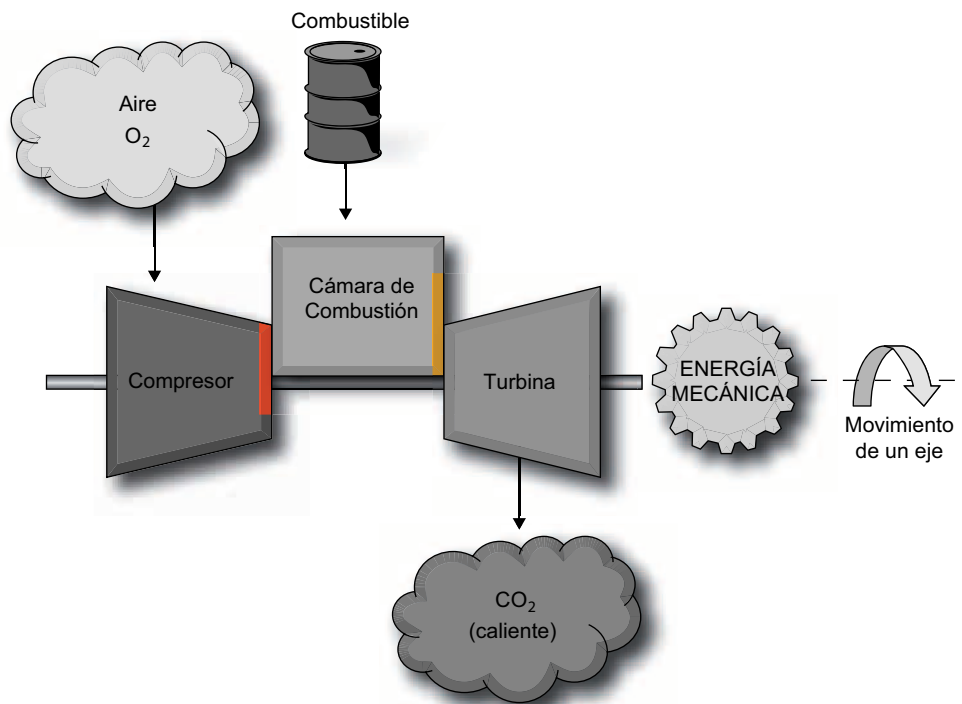 Combustible
Aire
O₂
Cámara de
Combustión
Compresor
Turbina
ENERGÍA
MECÁNICA
Movimiento
de un eje
CO₂
(caliente)